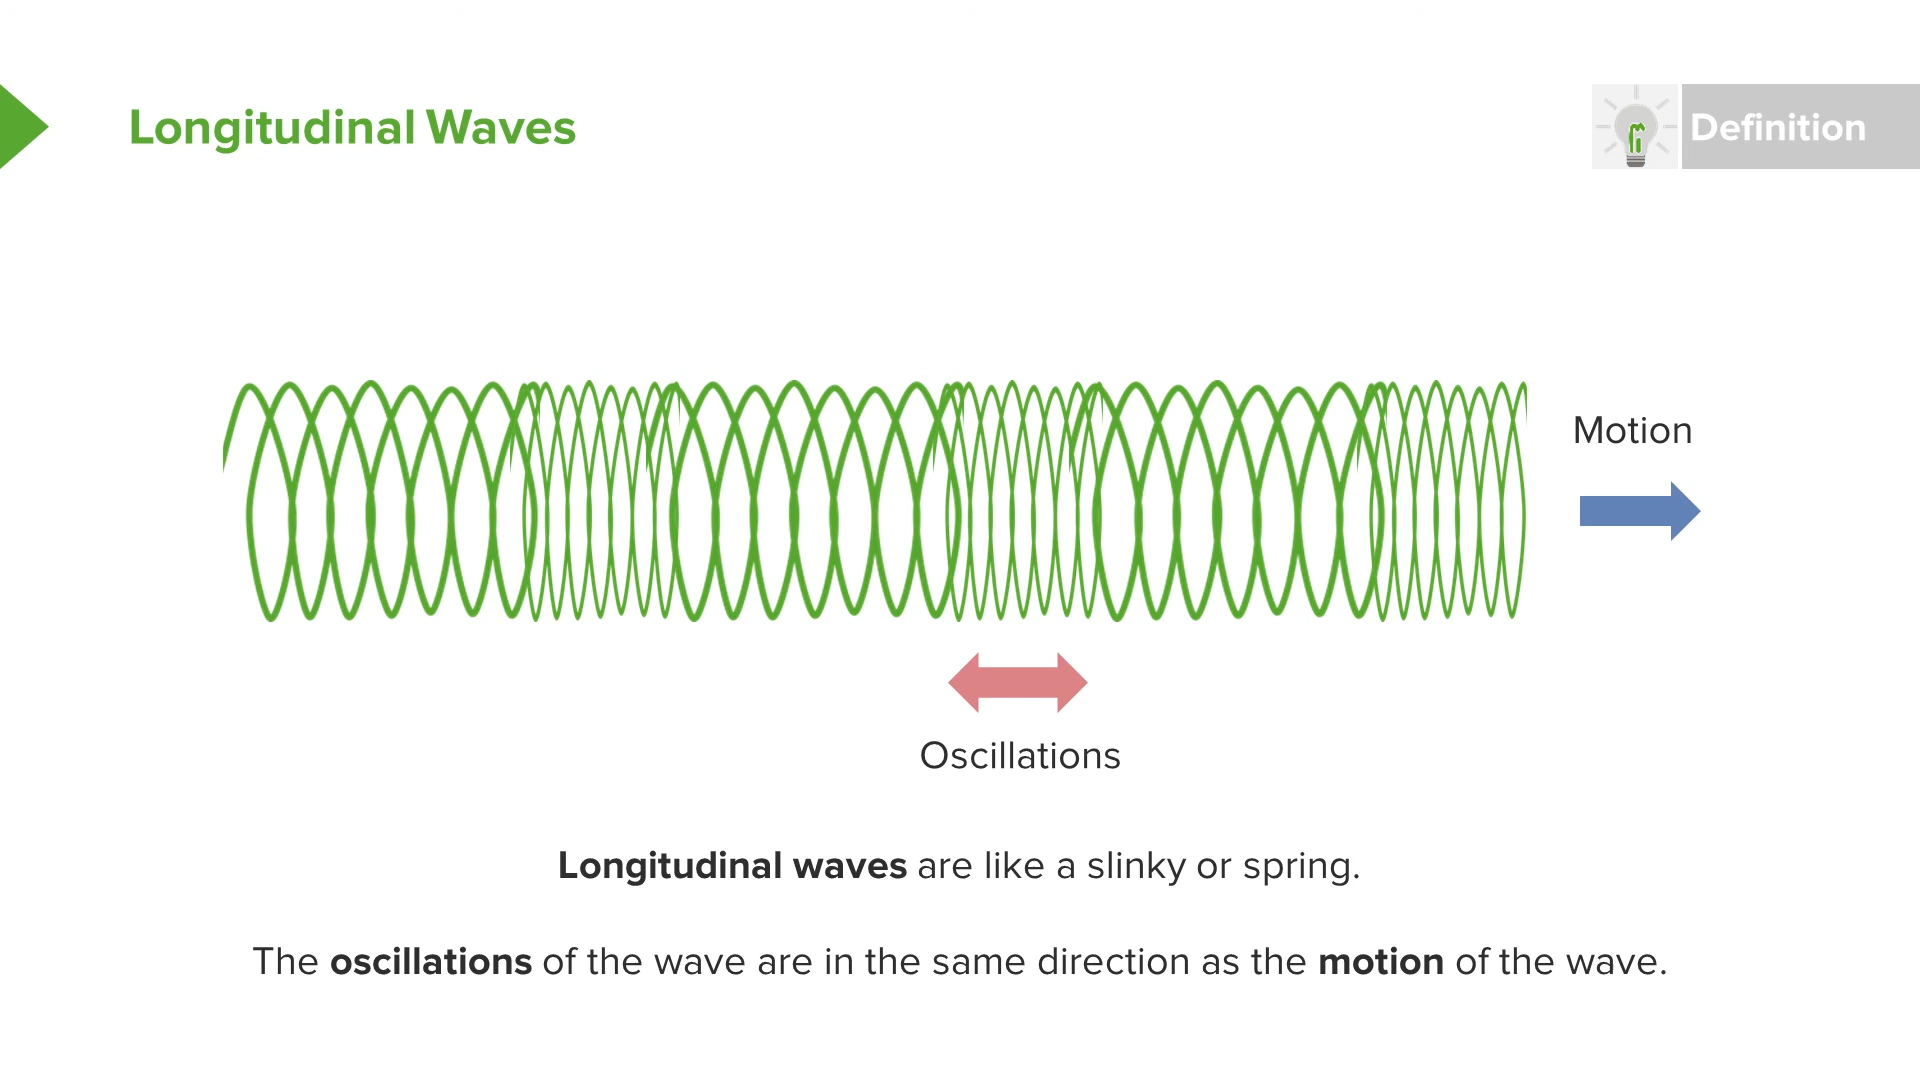 Longitudinal Waves
Definition
Motion
Oscillations
Longitudinal waves are like a slinky or spring.
The oscillations of the wave are in the same direction as the motion of the wave.